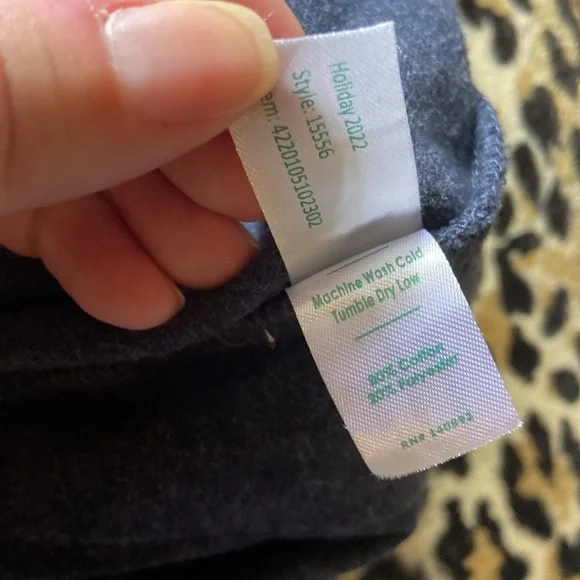 Holiday 2022
Style: 15556
em: 4220105102302
Machine Wash Cold
Tumble Dry Low
80% Cotton
20% Polyester
RN# 140893